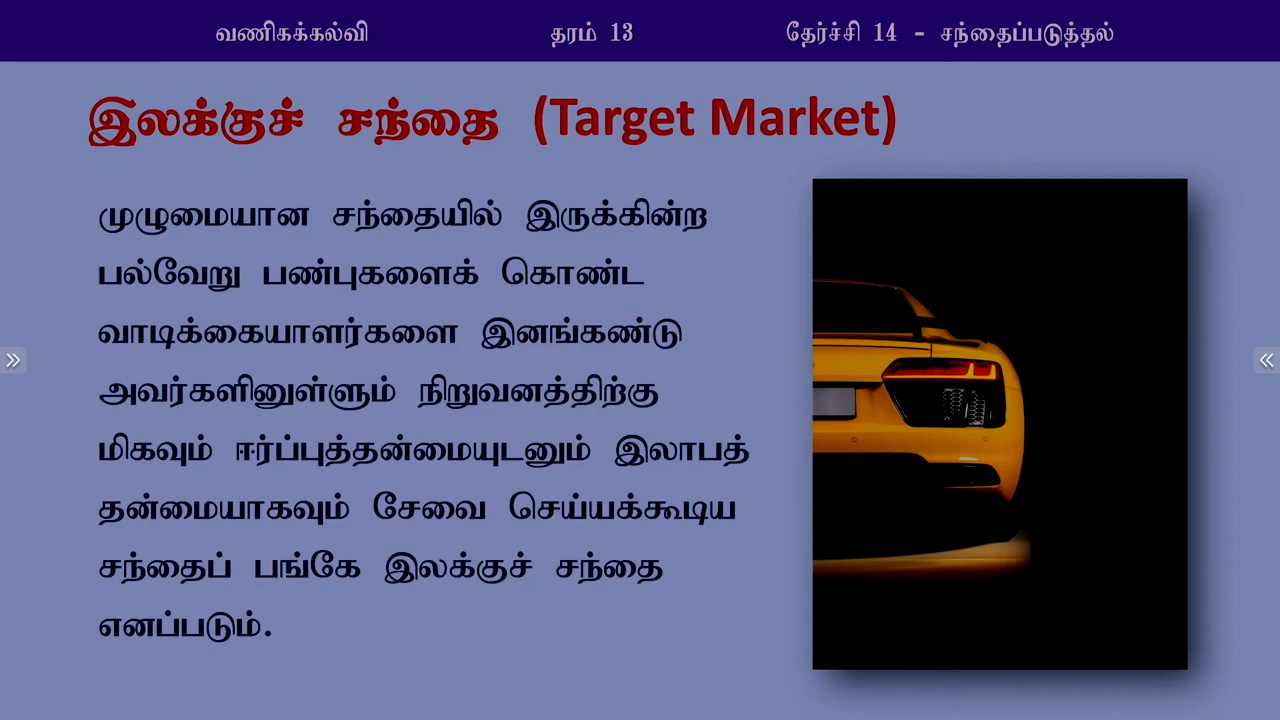 வணிகக்கல்வி தரம் 13 தேர்ச்சி 14 - சந்தைப்படுத்தல்
இலக்குச் சந்தை (Target Market)
முழுமையான சந்தையில் இருக்கின்ற
பல்வேறு பண்புகளைக் கொண்ட
வாடிக்கையாளர்களை இனங்கண்டு
அவர்களினுள்ளும் நிறுவனத்திற்கு
மிகவும் ஈர்ப்புத்தன்மையுடனும் இலாபத்
தன்மையாகவும் சேவை செய்யக்கூடிய
சந்தைப் பங்கே இலக்குச் சந்தை
எனப்படும்.